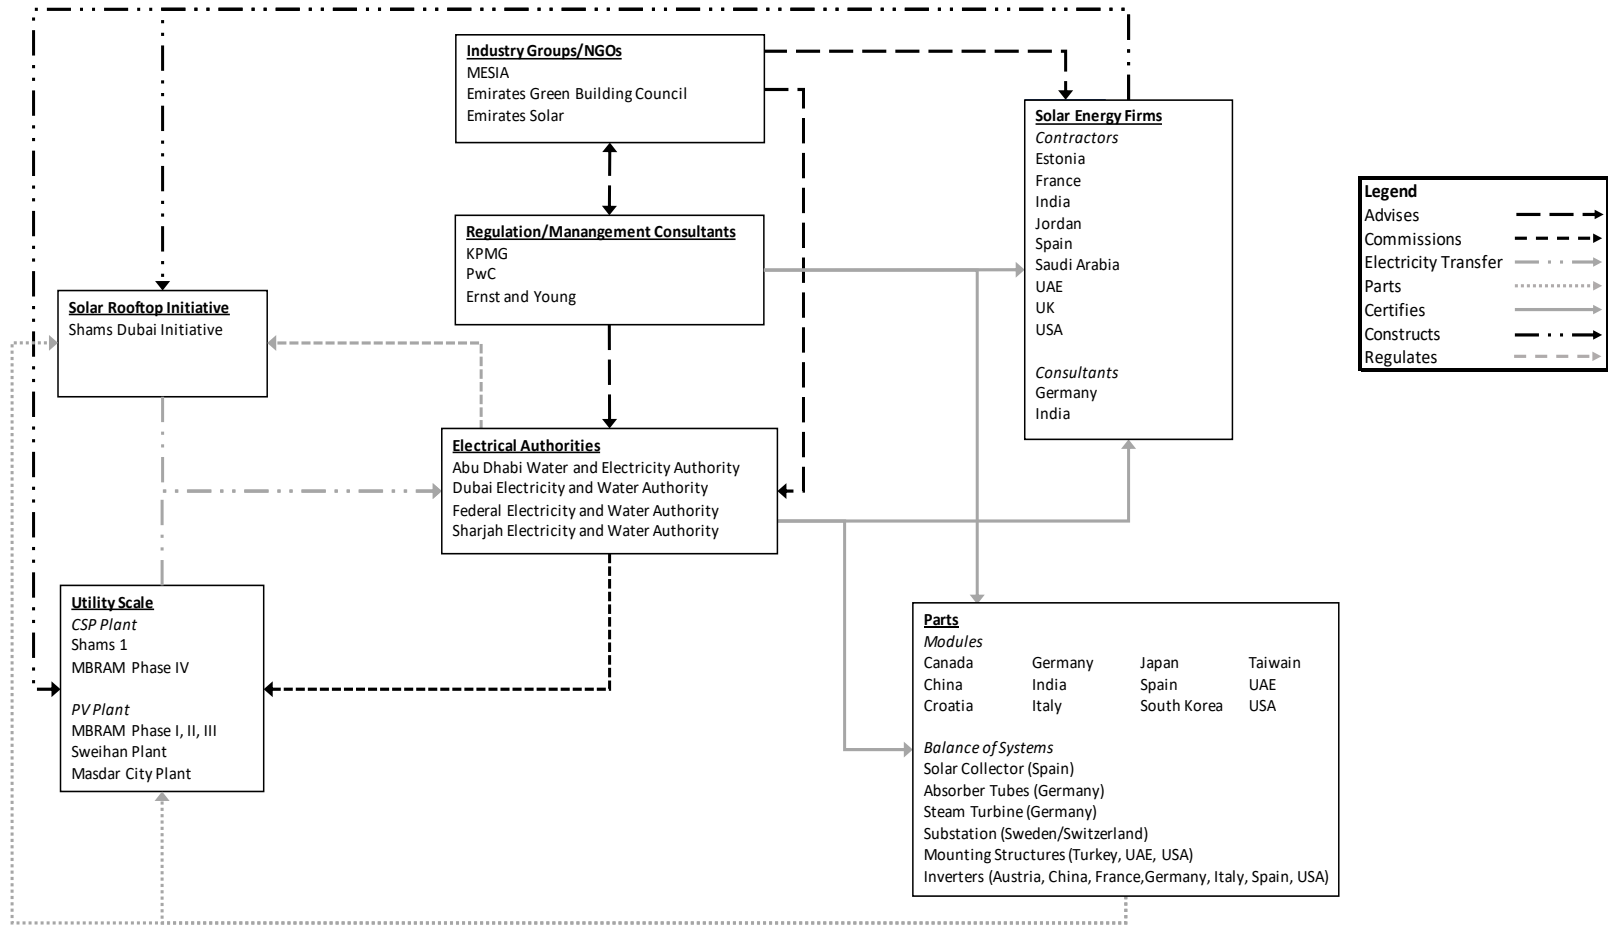 Industry Groups/NGOs
MESIA
Emirates Green Building Council
Emirates Solar
Solar Energy Firms
Contractors
Estonia
France
India
Jordan
Spain
Saudi Arabia
UAE
UK
USA
Consultants
Germany
India
Legend
Advises
Commissions
Electricity Transfer
Parts
Certifies
Constructs
Regulates
Regulation/Manangement Consultants
KPMG
PwC
Ernst and Young
Solar Rooftop Initiative
Shams Dubai Initiative
Electrical Authorities
Abu Dhabi Water and Electricity Authority
Dubai Electricity and Water Authority
Federal Electricity and Water Authority
Sharjah Electricity and Water Authority
Utility Scale
CSP Plant
Shams 1
MBRAM Phase IV
PV Plant
MBRAM Phase I, II, III
Sweihan Plant
Masdar City Plant
Parts
Modules
Canada Germany Japan Taiwan
China India Spain UAE
Croatia Italy South Korea USA
Balance of Systems
Solar Collector (Spain)
Absorber Tubes (Germany)
Steam Turbine (Germany)
Substation (Sweden/Switzerland)
Mounting Structures (Turkey, UAE, USA)
Inverters (Austria, China, France,Germany, Italy, Spain, USA)